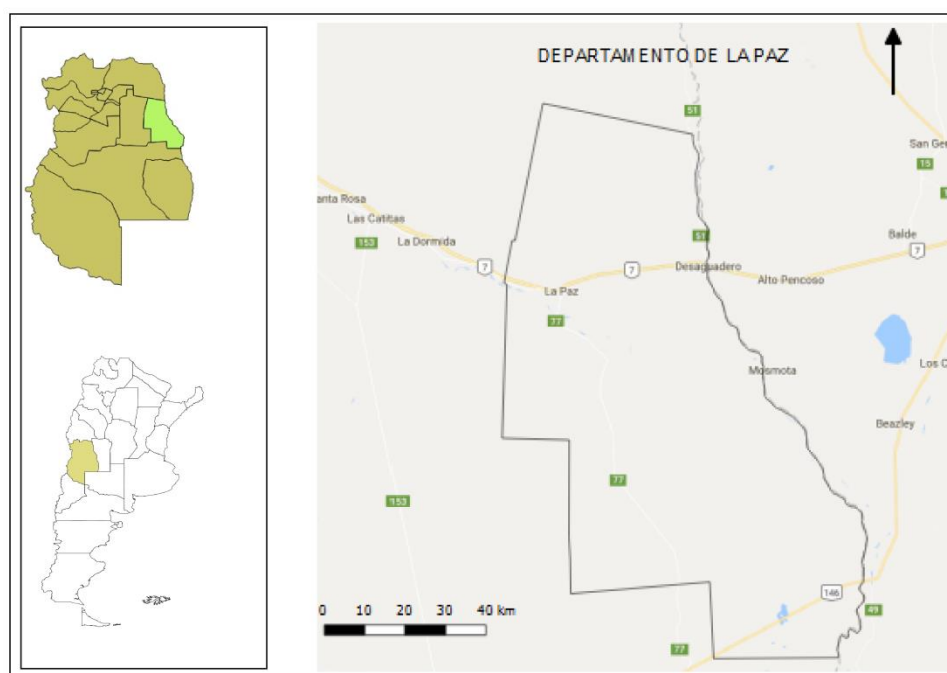 DEPARTAMENTO DE LA PAZ
51
San Ger
15
anta Rosa
Las Catitas
153
La Dormida
7
51
7
Desaguadero
Balde
7
Alto Pencoso
La Paz
77
Mosmota
Los C
Beazley
77
153
0 10 20 30 40 km
146
49
77